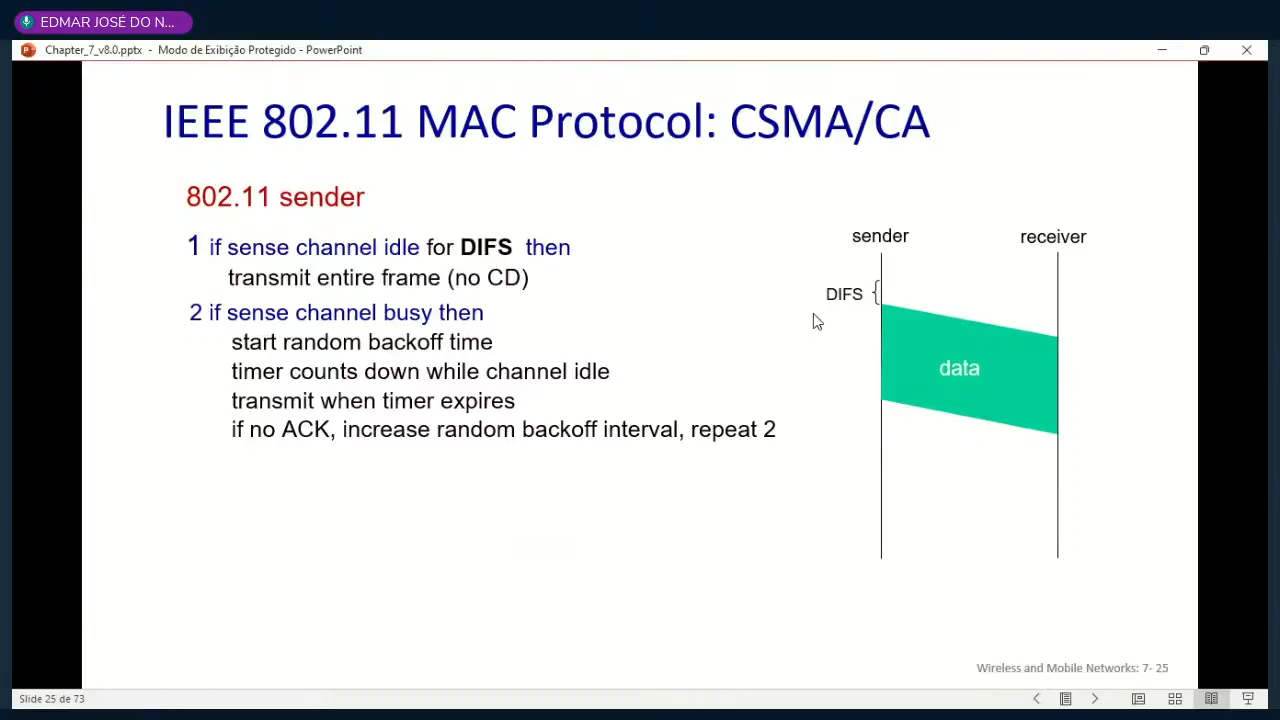 EDMAR JOSÉ DO N...
Chapter_7_v8.0.pptx - Modo de Exibição Protegido - PowerPoint
IEEE 802.11 MAC Protocol: CSMA/CA
802.11 sender
1 if sense channel idle for DIFS then
transmit entire frame (no CD)
2 if sense channel busy then
start random backoff time
timer counts down while channel idle
transmit when timer expires
if no ACK, increase random backoff interval, repeat 2
sender
receiver
DIFS
data
Wireless and Mobile Networks: 7- 25
Slide 25 de 73